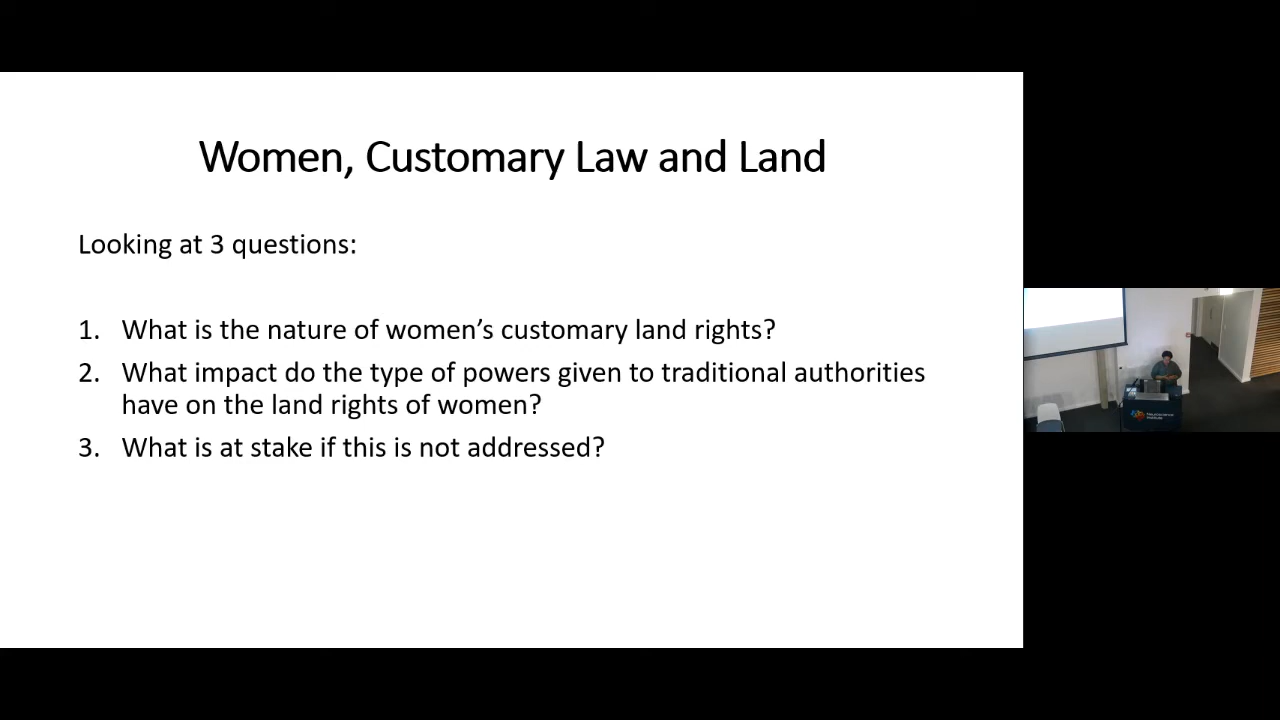 Women, Customary Law and Land
Looking at 3 questions:
1. What is the nature of women’s customary land rights?
2. What impact do the type of powers given to traditional authorities
have on the land rights of women?
3. What is at stake if this is not addressed?
Neuroscience
Institute